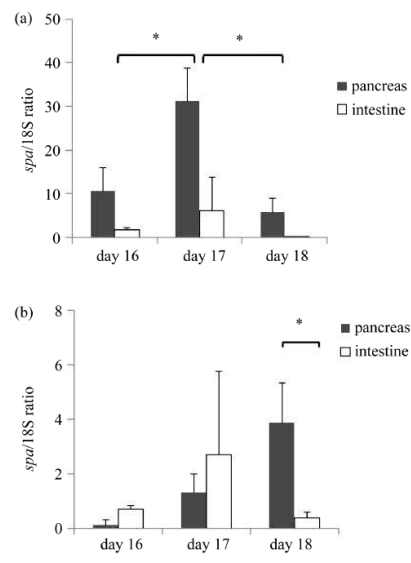 (a)
50
40
30
20
10
0
spa/18S ratio
*
*
pancreas
intestine
day 16
day 17
day 18
(b)
8
6
4
2
0
spa/18S ratio
*
pancreas
intestine
day 16
day 17
day 18